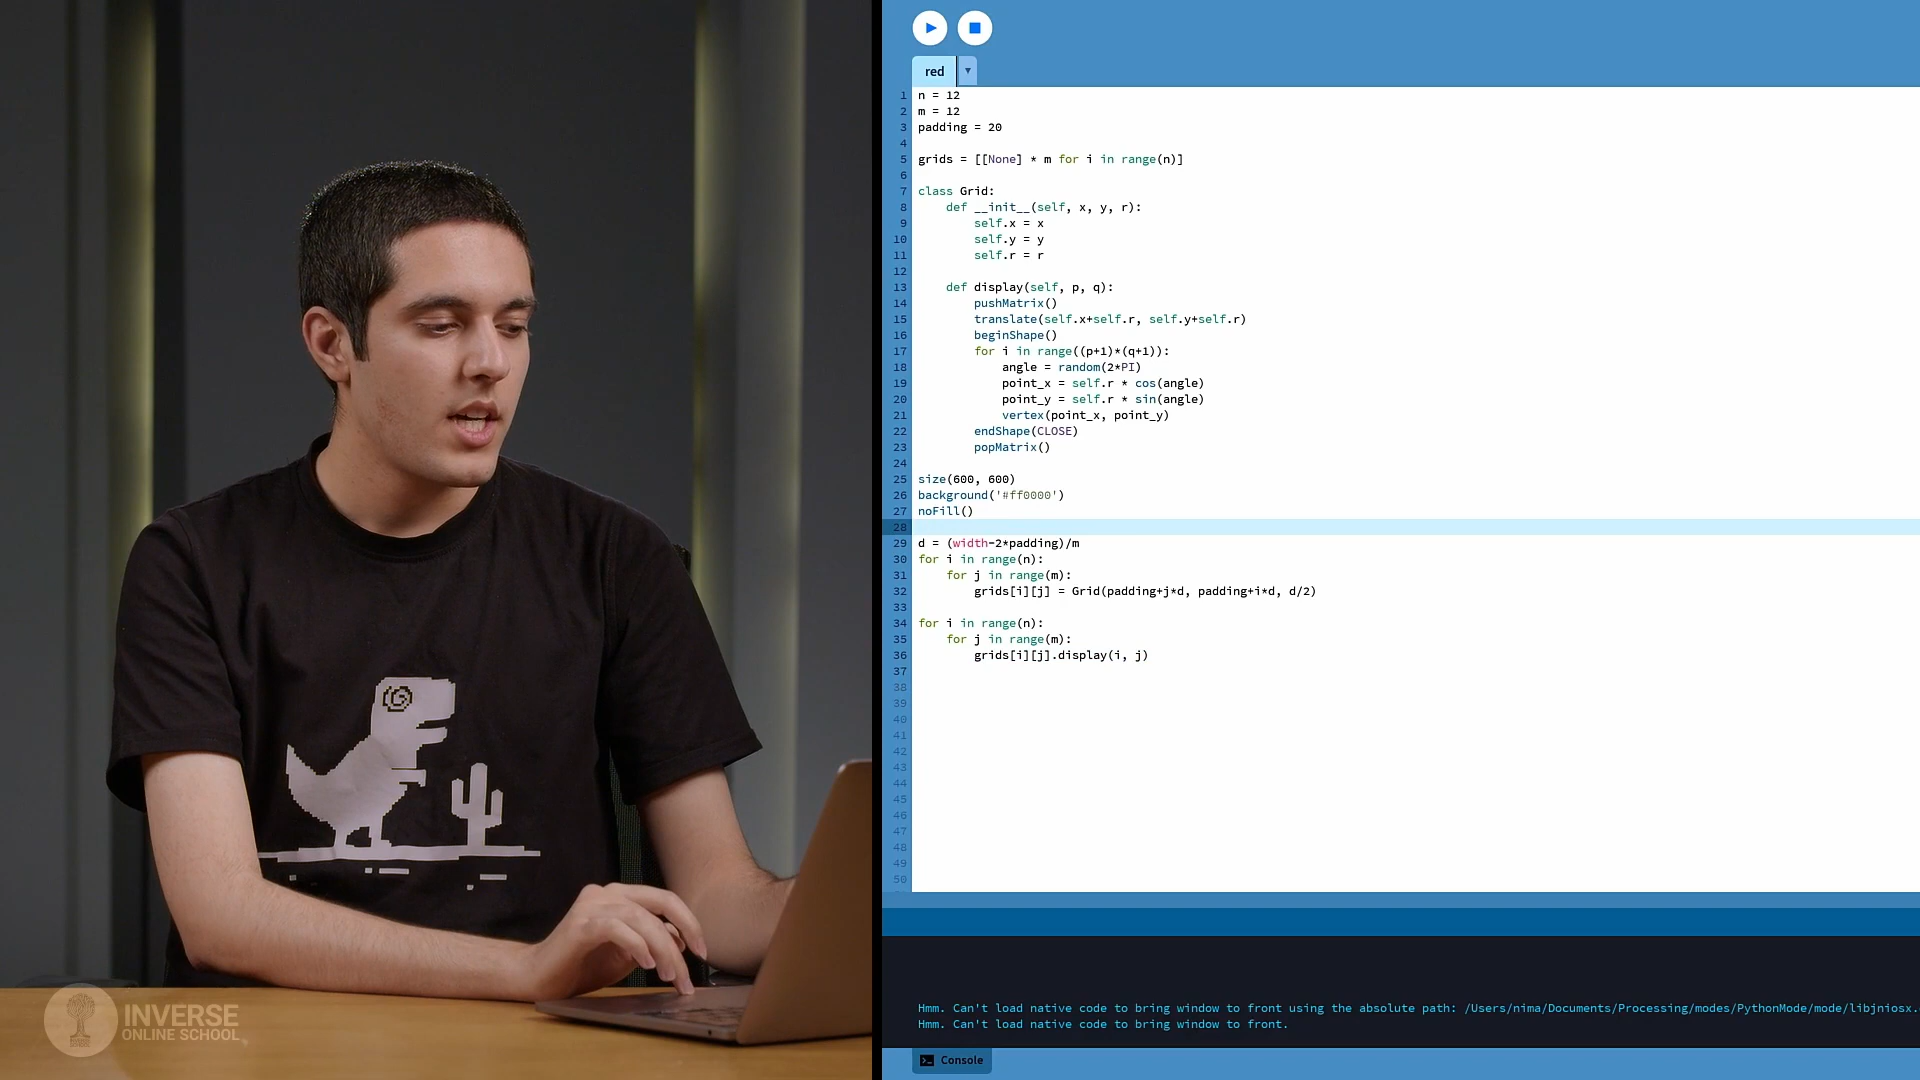 red
1 n = 12
2 m = 12
3 padding = 20
4
5 grids = [[None] * m for i in range(n)]
6
7 class Grid:
8     def __init__(self, x, y, r):
9         self.x = x
10         self.y = y
11         self.r = r
12
13     def display(self, p, q):
14         pushMatrix()
15         translate(self.x+self.r, self.y+self.r)
16         beginShape()
17         for i in range((p+1)*(q+1)):
18             angle = random(2*PI)
19             point_x = self.r * cos(angle)
20             point_y = self.r * sin(angle)
21             vertex(point_x, point_y)
22         endShape(CLOSE)
23         popMatrix()
24
25 size(600, 600)
26 background('#ff0000')
27 noFill()
28
29 d = (width-2*padding)/m
30 for i in range(n):
31     for j in range(m):
32         grids[i][j] = Grid(padding+j*d, padding+i*d, d/2)
33
34 for i in range(n):
35     for j in range(m):
36         grids[i][j].display(i, j)
37
38
39
40
41
42
43
44
45
46
47
48
49
50
Hmm. Can't load native code to bring window to front using the absolute path: /Users/nima/Documents/Processing/modes/PythonMode/mode/libjniosx.
Hmm. Can't load native code to bring window to front.
Console
INVERSE
ONLINE SCHOOL